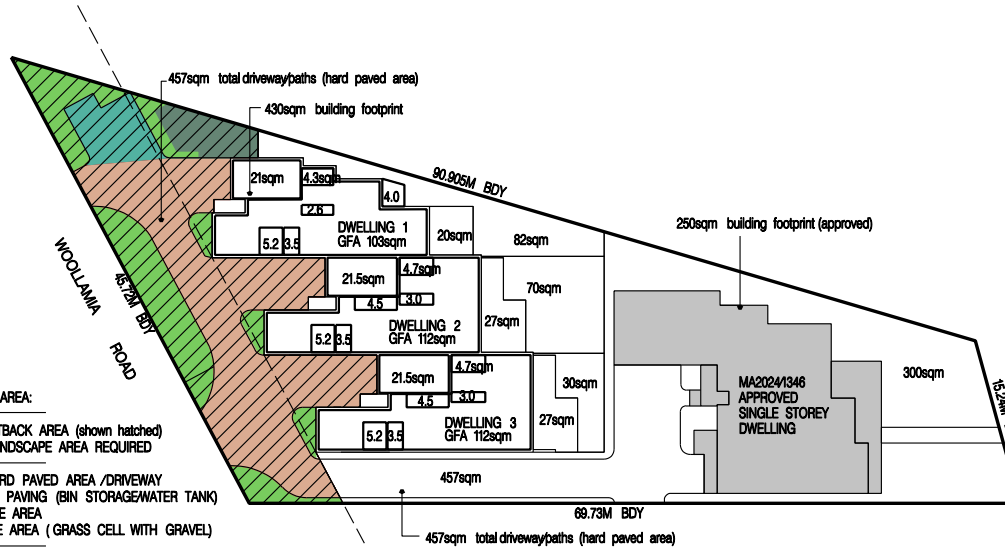 457sqm total driveway/paths (hard paved area)
430sqm building footprint
90.905M BDY
21sqm
4.3sqm
4.0
2.6
DWELLING 1
GFA 103sqm
5.2 3.5
20sqm
82sqm
250sqm building footprint (approved)
WOOLLAMIA ROAD
45.72M BDY
21.5sqm
4.7sqm
4.5
3.0
DWELLING 2
GFA 112sqm
5.2 3.5
27sqm
70sqm
21.5sqm
4.7sqm
4.5
3.0
DWELLING 3
GFA 112sqm
5.2 3.5
27sqm
30sqm
MA2024/1346
APPROVED
SINGLE STOREY
DWELLING
300sqm
15.24M
AREA:
TBACK AREA (shown hatched)
NDSCAPE AREA REQUIRED
RD PAVED AREA /DRIVEWAY
PAVING (BIN STORAGE/WATER TANK)
E AREA
E AREA ( GRASS CELL WITH GRAVEL)
457sqm
69.73M BDY
457sqm total driveway/paths (hard paved area)